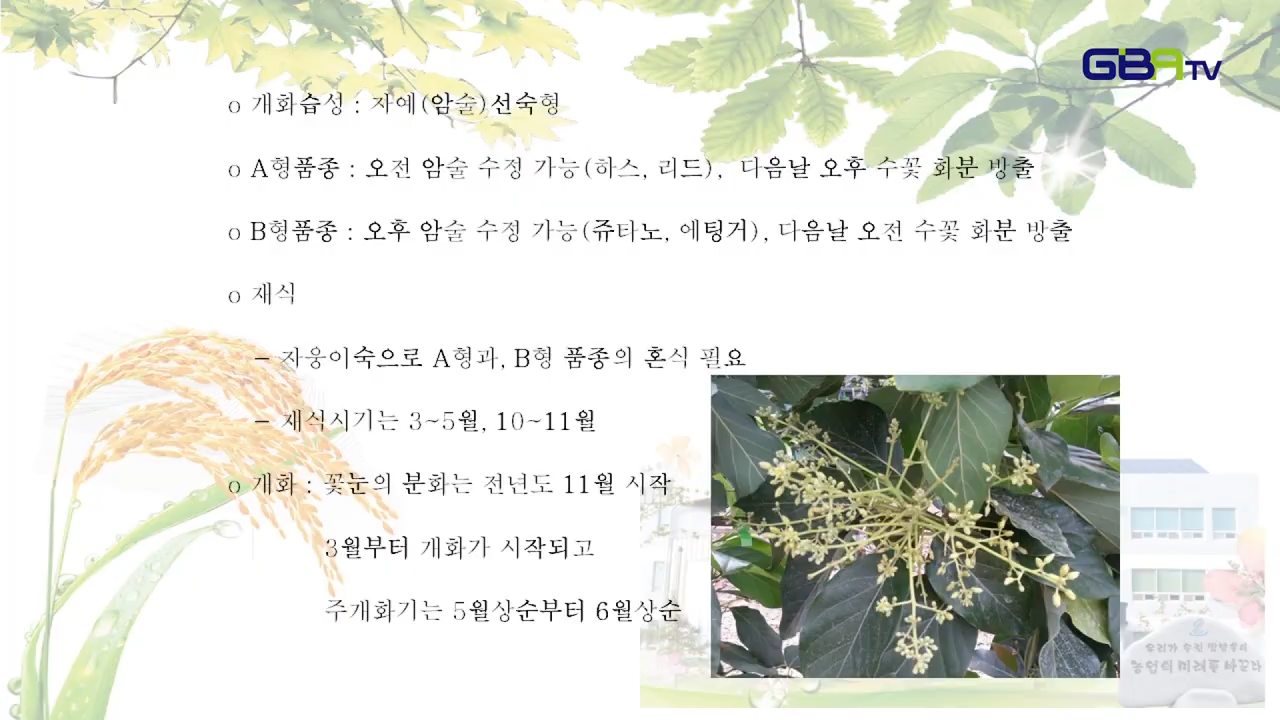 GBATV
o 개화습성 : 자예(암술)선숙형
o A형품종 : 오전 암술 수정 가능(하스, 리드), 다음날 오후 수꽃 화분 방출
o B형품종 : 오후 암술 수정 가능(쥬타노, 에팅거), 다음날 오전 수꽃 화분 방출
o 재식
- 자웅이숙으로 A형과, B형 품종의 혼식 필요
- 재식시기는 3~5월, 10~11월
o 개화 : 꽃눈의 분화는 전년도 11월 시작
3월부터 개화가 시작되고
주개화기는 5월상순부터 6월상순
농업의 미래를 바꾼다